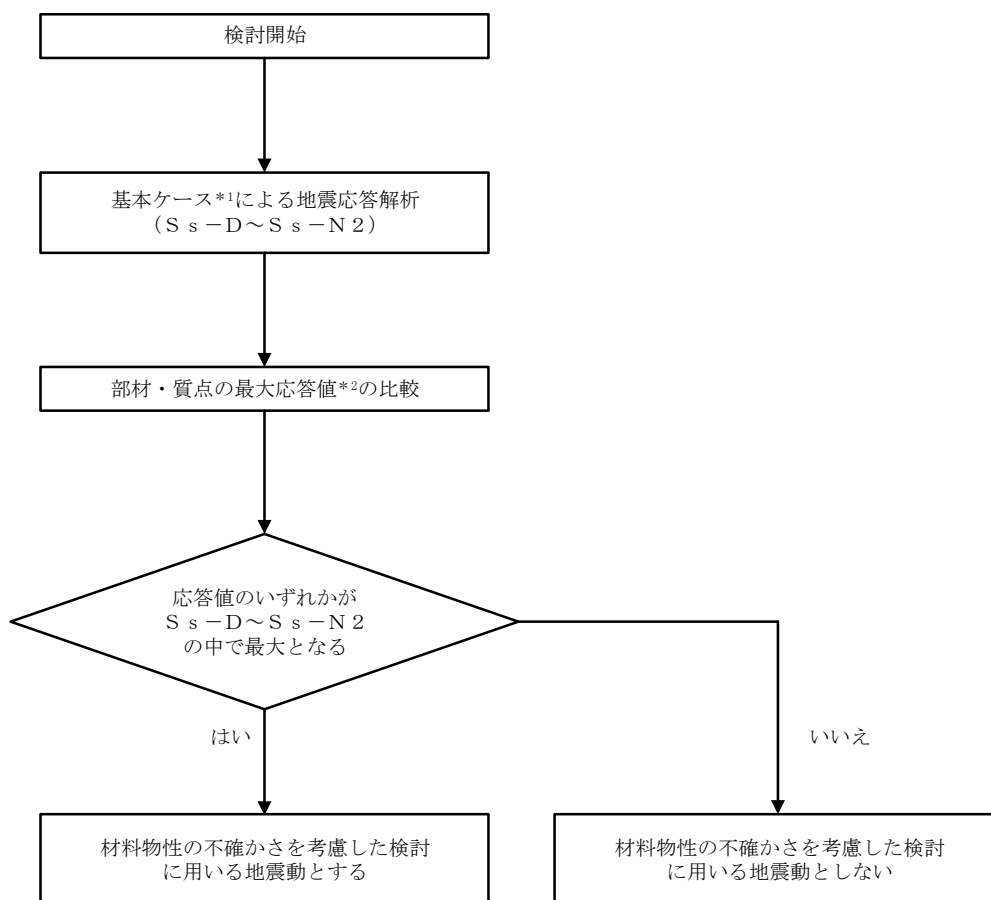 検討開始
基本ケース*1による地震応答解析
(Ss-D~Ss-N2)
部材・質点の最大応答値*2の比較
応答値のいずれかが
Ss-D~Ss-N2
の中で最大となる
はい
いいえ
材料物性の不確かさを考慮した検討
に用いる地震動とする
材料物性の不確かさを考慮した検討
に用いる地震動としない